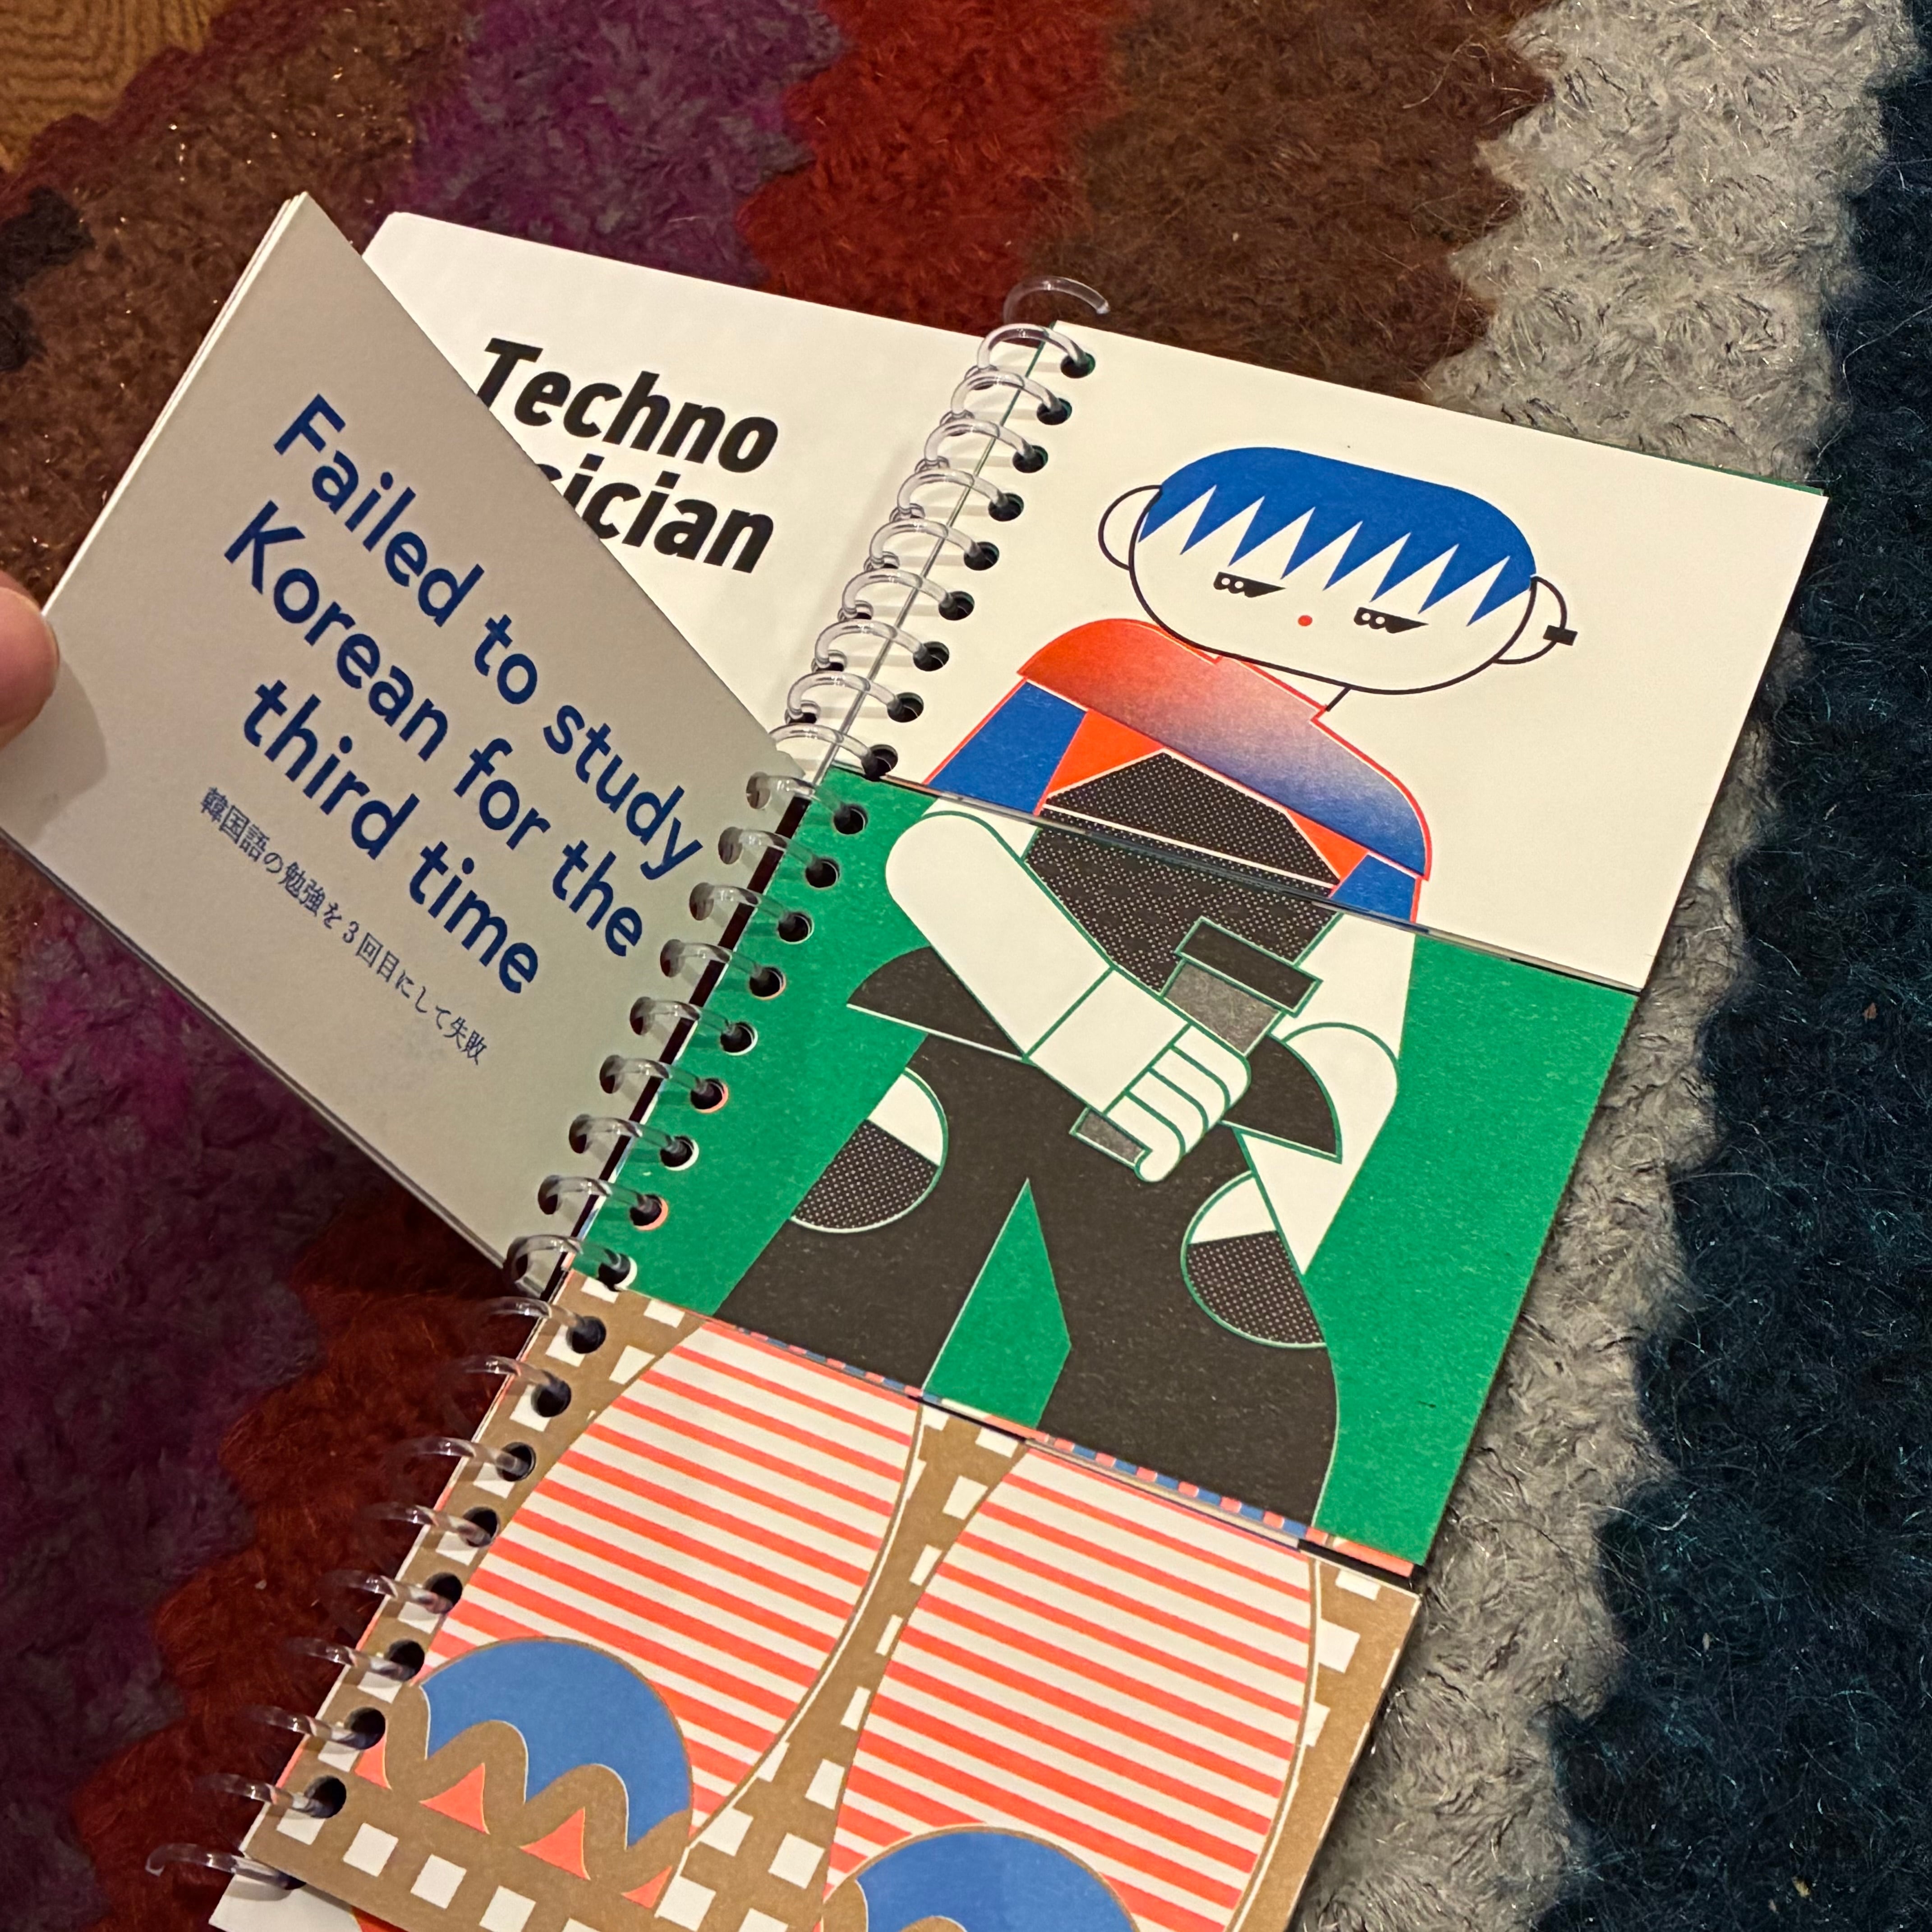 Techno
sician
Failed to study
Korean for the
third time
韓国語の勉強を3回目にして失敗